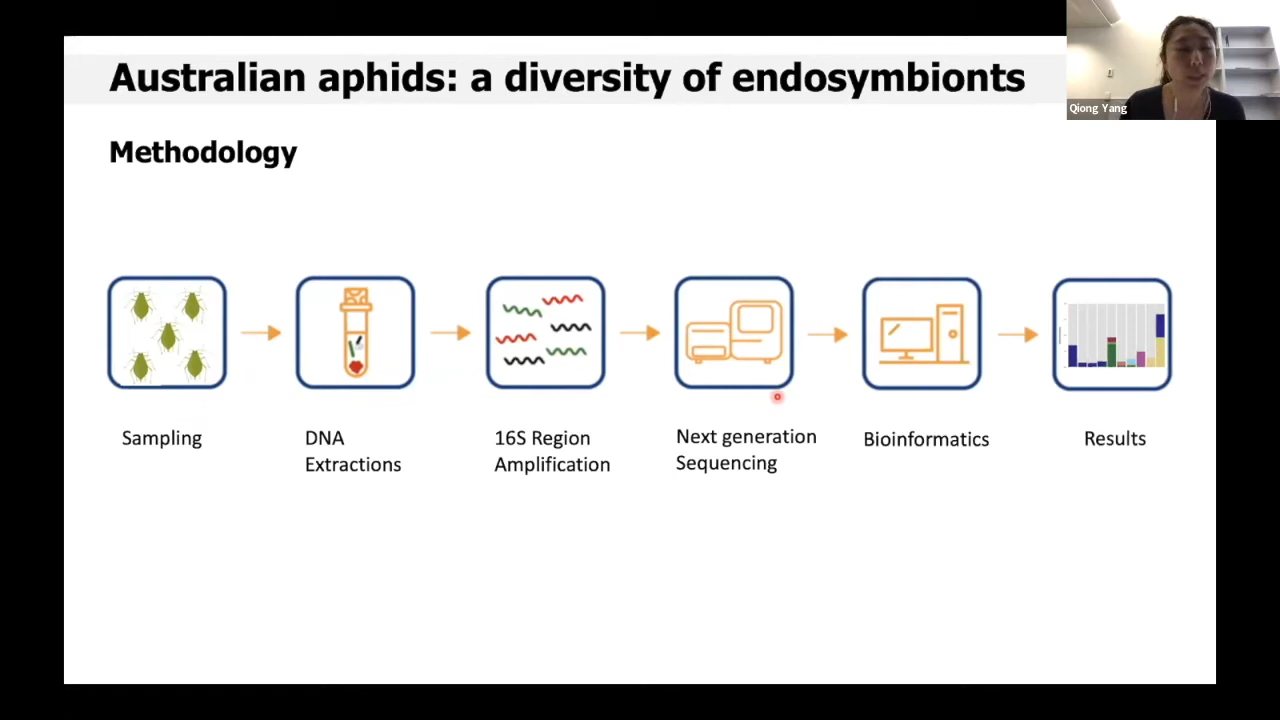 Australian aphids: a diversity of endosymbionts
Qiong Yang
Methodology
Sampling
DNA
Extractions
16S Region
Amplification
Next generation
Sequencing
Bioinformatics
Results